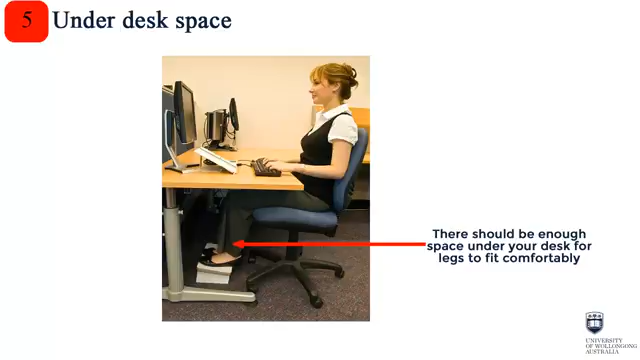 5
Under desk space
There should be enough
space under your desk for
legs to fit comfortably
UNIVERSITY
OF WOLLONGONG
AUSTRALIA